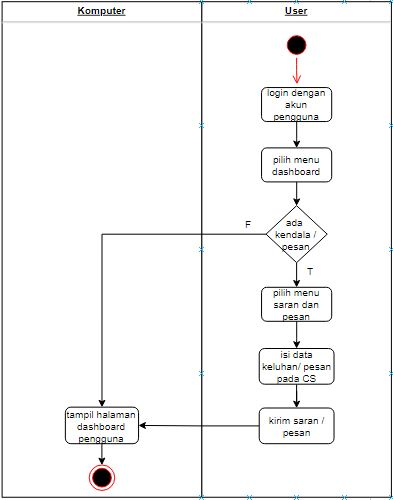 Komputer
User
login dengan
akun
pengguna
pilih menu
dashboard
ada
kendala /
pesan
F
T
pilih menu
saran dan
pesan
isi data
keluhan/ pesan
pada CS
kirim saran /
pesan
tampil halaman
dashboard
pengguna